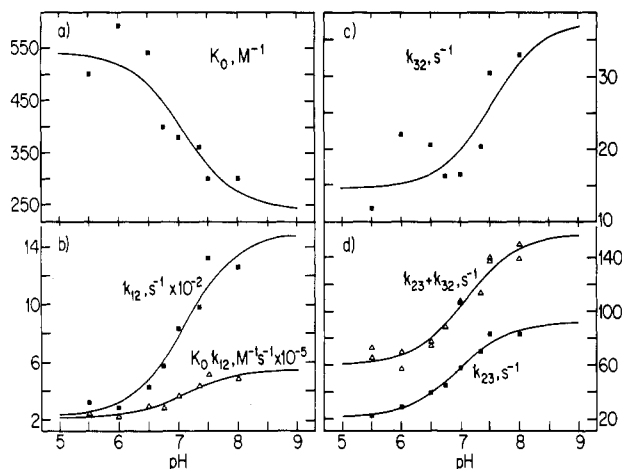 a)
K₀, M⁻¹
550
450
350
250
b)
k₁₂, s⁻¹ x10⁻²
K₀ k₁₂, M⁻¹s⁻¹x10⁻⁵
14
10
6
2
5 6 7 8 9
pH
c)
k₃₂, s⁻¹
30
20
10
d)
k₂₃+k₃₂, s⁻¹
k₂₃, s⁻¹
140
100
60
20
5 6 7 8 9
pH